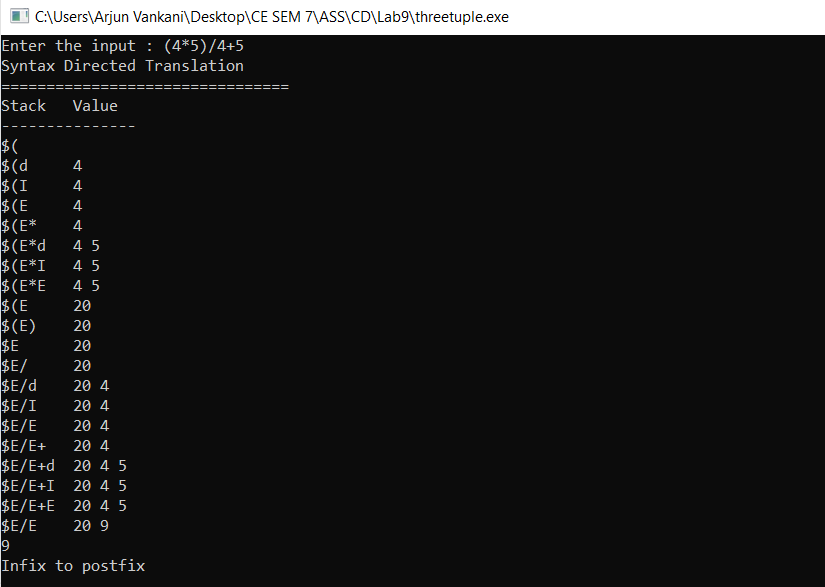 C:\Users\Arjun Vankani\Desktop\CE SEM 7\ASS\CD\Lab9\threetuple.exe
Enter the input : (4*5)/4+5
Syntax Directed Translation
================================
Stack   Value
---------------
$(
$(d     4
$(I     4
$(E     4
$(E*    4
$(E*d   4 5
$(E*I   4 5
$(E*E   4 5
$(E     20
$(E)    20
$E      20
$E/     20
$E/d    20 4
$E/I    20 4
$E/E    20 4
$E/E+   20 4
$E/E+d  20 4 5
$E/E+I  20 4 5
$E/E+E  20 4 5
$E/E    20 9
9
Infix to postfix